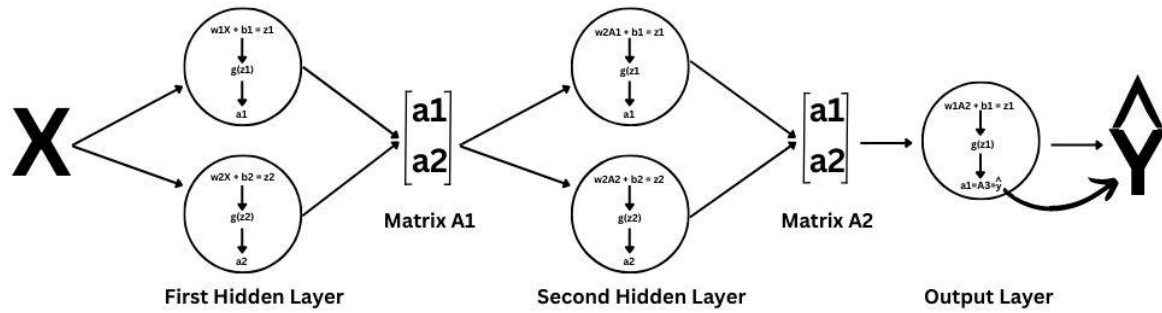 X
w1X + b1 = z1
g(z1)
a1
w2X + b2 = z2
g(z2)
a2
a1
a2
Matrix A1
First Hidden Layer
w2A1 + b1 = z1
g(z1
a1
w2A2 + b2 = z2
g(z2)
a2
a1
a2
Matrix A2
Second Hidden Layer
w1A2 + b1 = z1
g(z1)
a1=A3=ŷ
Output Layer
Ŷ